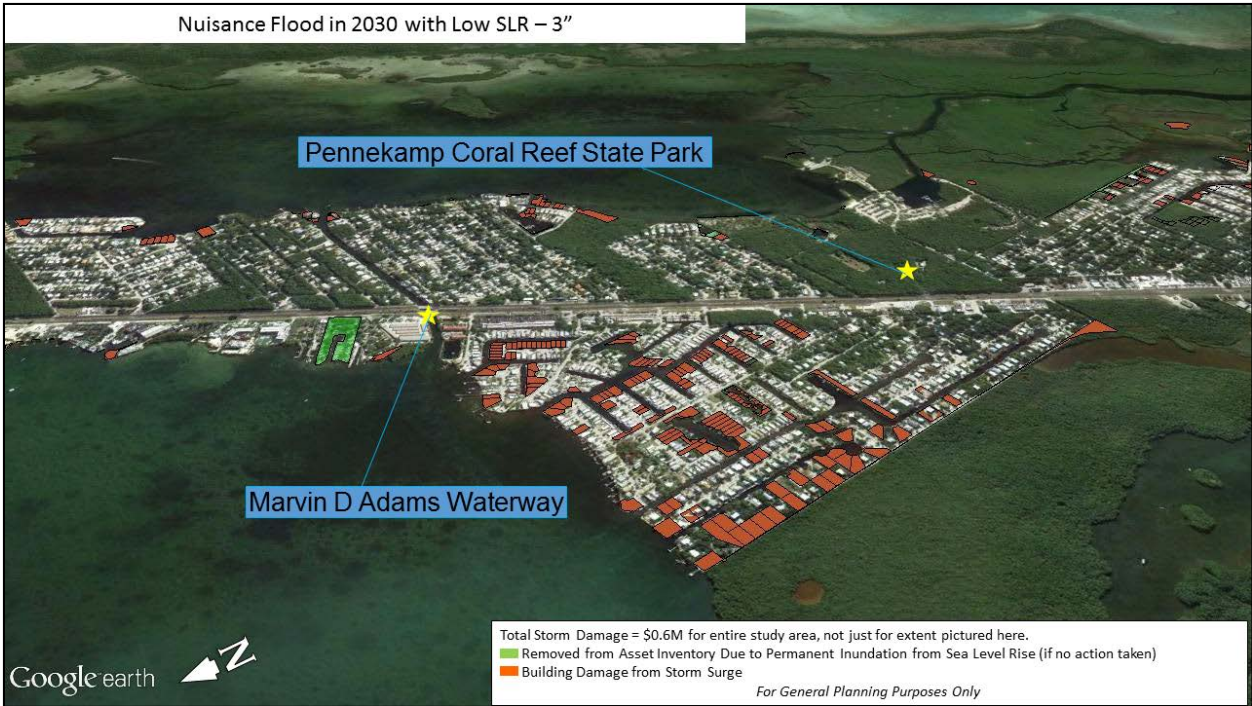 Nuisance Flood in 2030 with Low SLR – 3”
Pennekamp Coral Reef State Park
Marvin D Adams Waterway
Total Storm Damage = $0.6M for entire study area, not just for extent pictured here.
Removed from Asset Inventory Due to Permanent Inundation from Sea Level Rise (if no action taken)
Building Damage from Storm Surge
For General Planning Purposes Only
Google earth
N